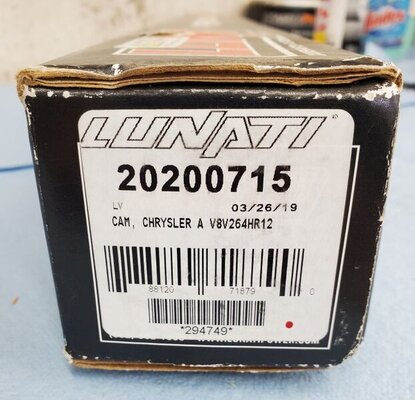 LUNATI
20200715
LV 03/26/19
CAM, CHRYSLER A V8V264HR12
88120 71879 0
*294749*